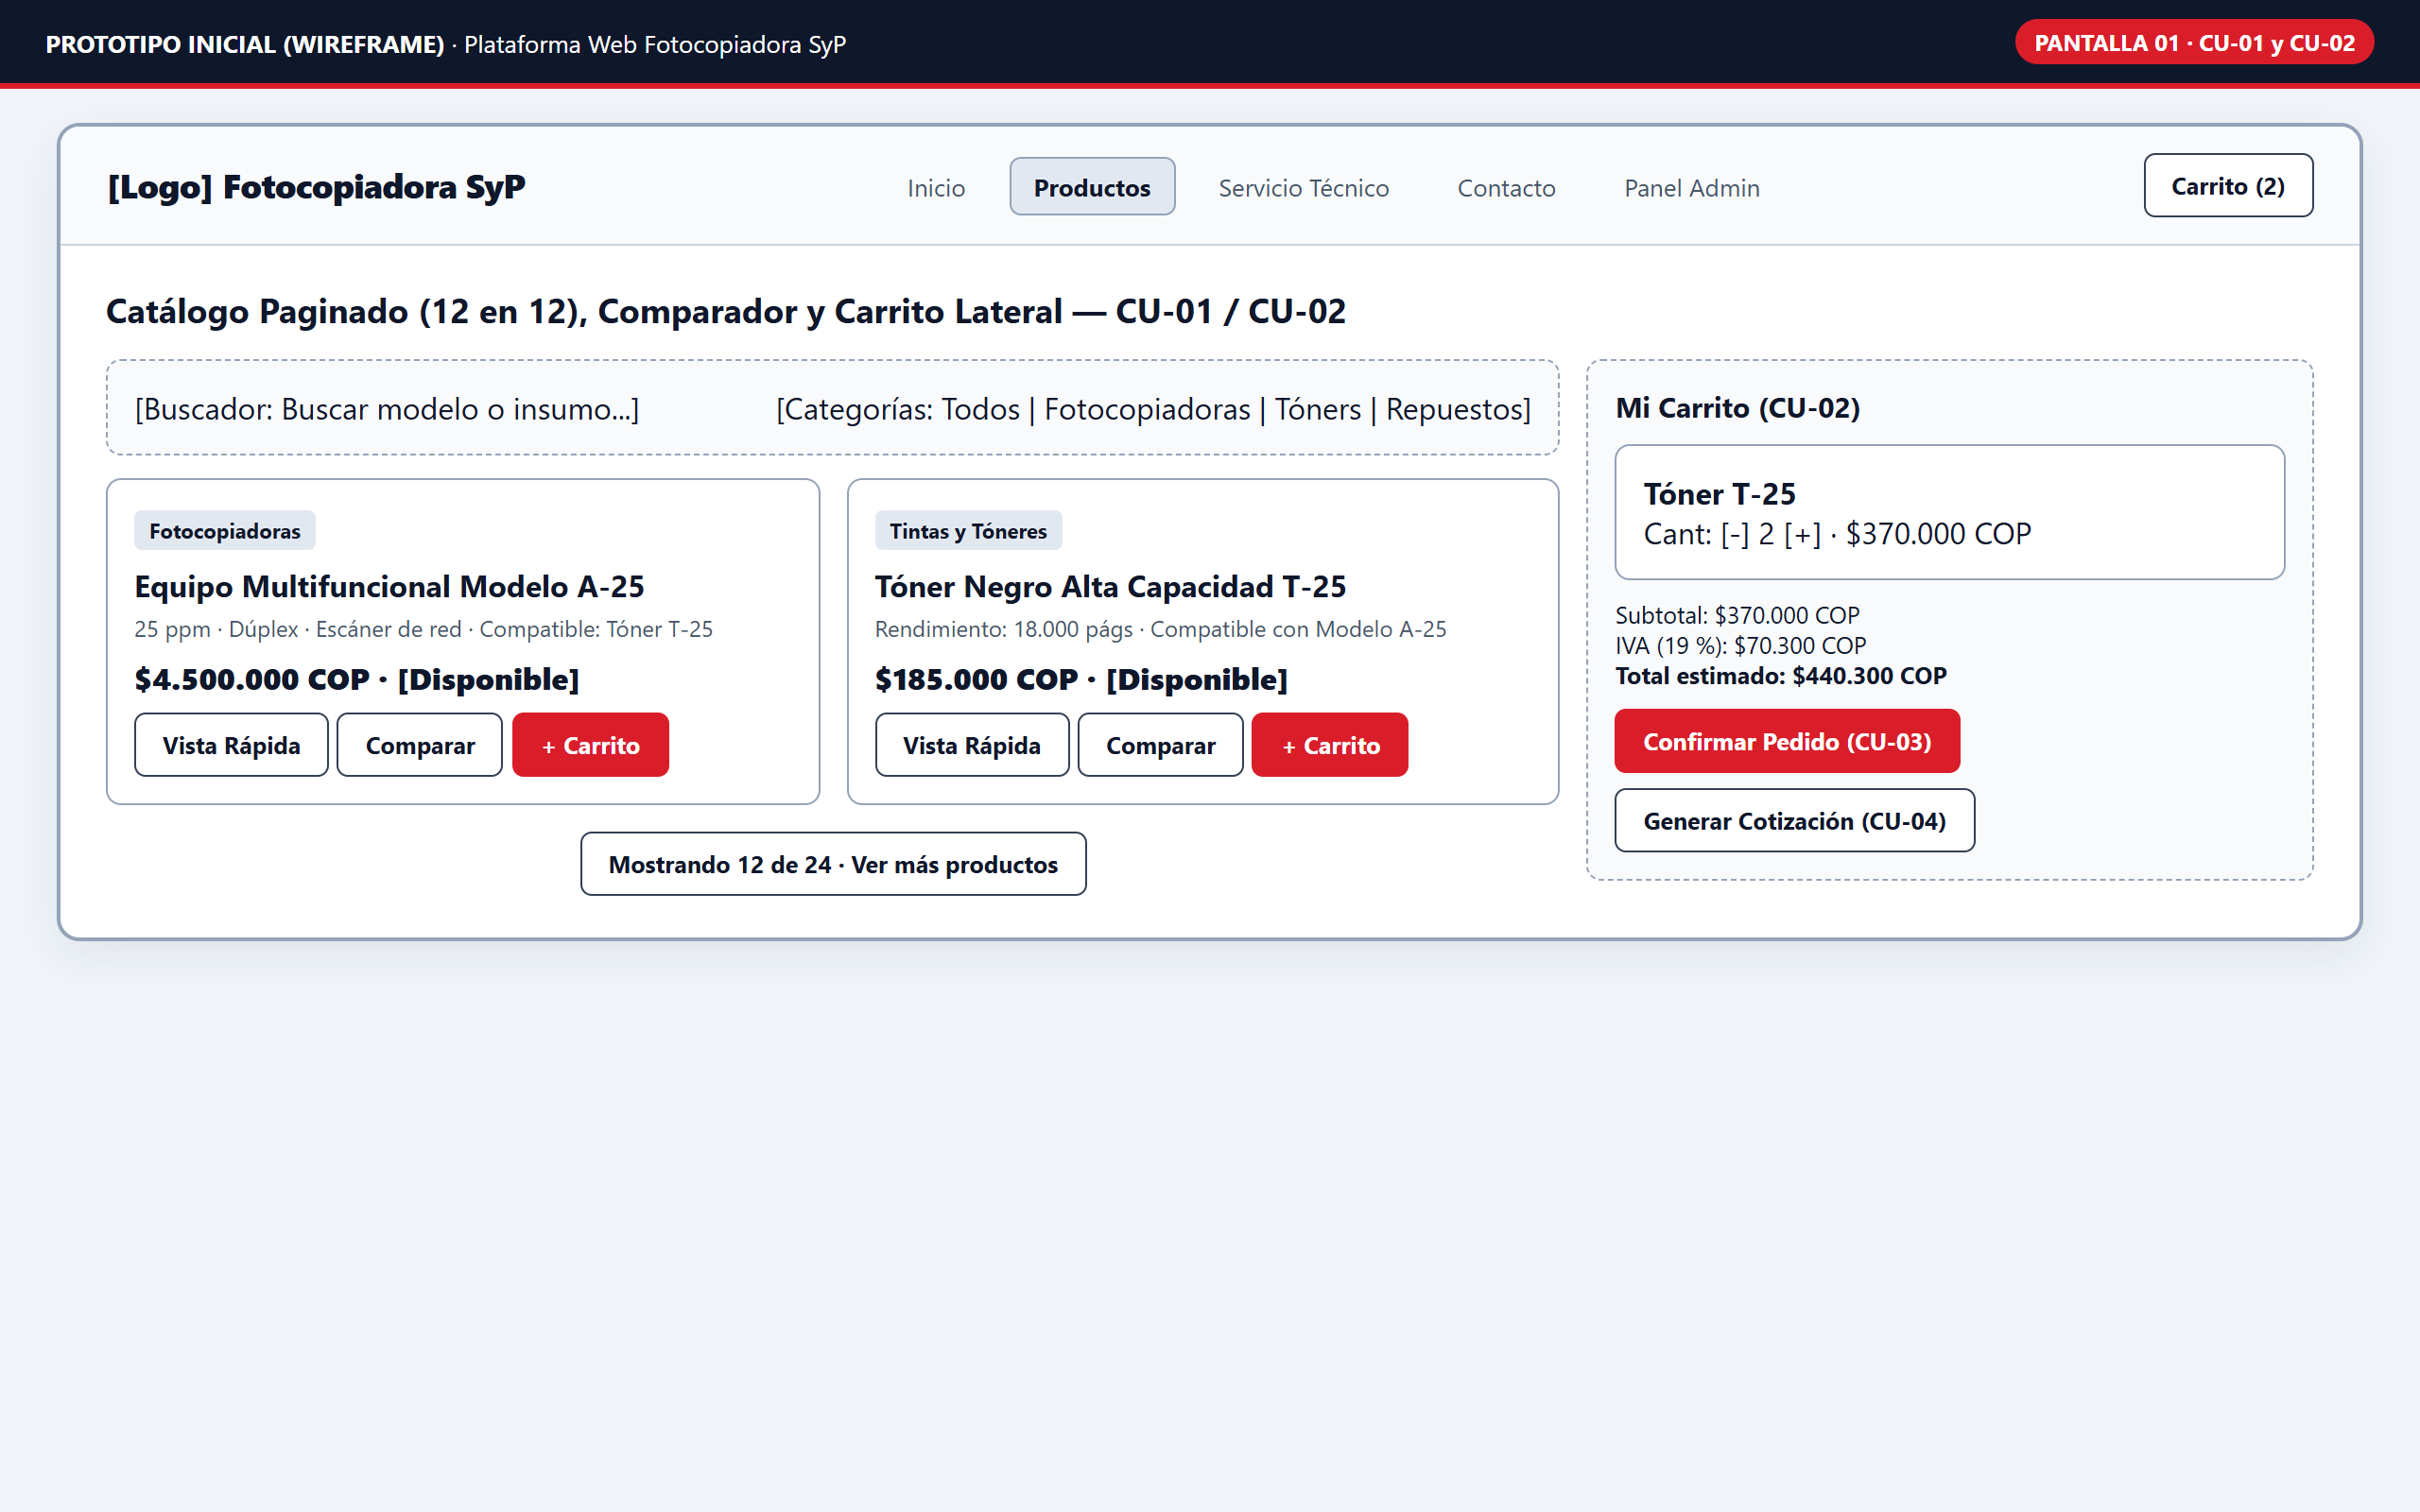 PROTOTIPO INICIAL (WIREFRAME) · Plataforma Web Fotocopiadora SyP
PANTALLA 01 · CU-01 y CU-02
[Logo] Fotocopiadora SyP
Inicio
Productos
Servicio Técnico
Contacto
Panel Admin
Carrito (2)
Catálogo Paginado (12 en 12), Comparador y Carrito Lateral — CU-01 / CU-02
[Buscador: Buscar modelo o insumo...]
[Categorías: Todos | Fotocopiadoras | Tóners | Repuestos]
Fotocopiadoras
Equipo Multifuncional Modelo A-25
25 ppm · Dúplex · Escáner de red · Compatible: Tóner T-25
$4.500.000 COP · [Disponible]
Vista Rápida
Comparar
+ Carrito
Tintas y Tóneres
Tóner Negro Alta Capacidad T-25
Rendimiento: 18.000 págs · Compatible con Modelo A-25
$185.000 COP · [Disponible]
Vista Rápida
Comparar
+ Carrito
Mostrando 12 de 24 · Ver más productos
Mi Carrito (CU-02)
Tóner T-25
Cant: [-] 2 [+] · $370.000 COP
Subtotal: $370.000 COP
IVA (19 %): $70.300 COP
Total estimado: $440.300 COP
Confirmar Pedido (CU-03)
Generar Cotización (CU-04)